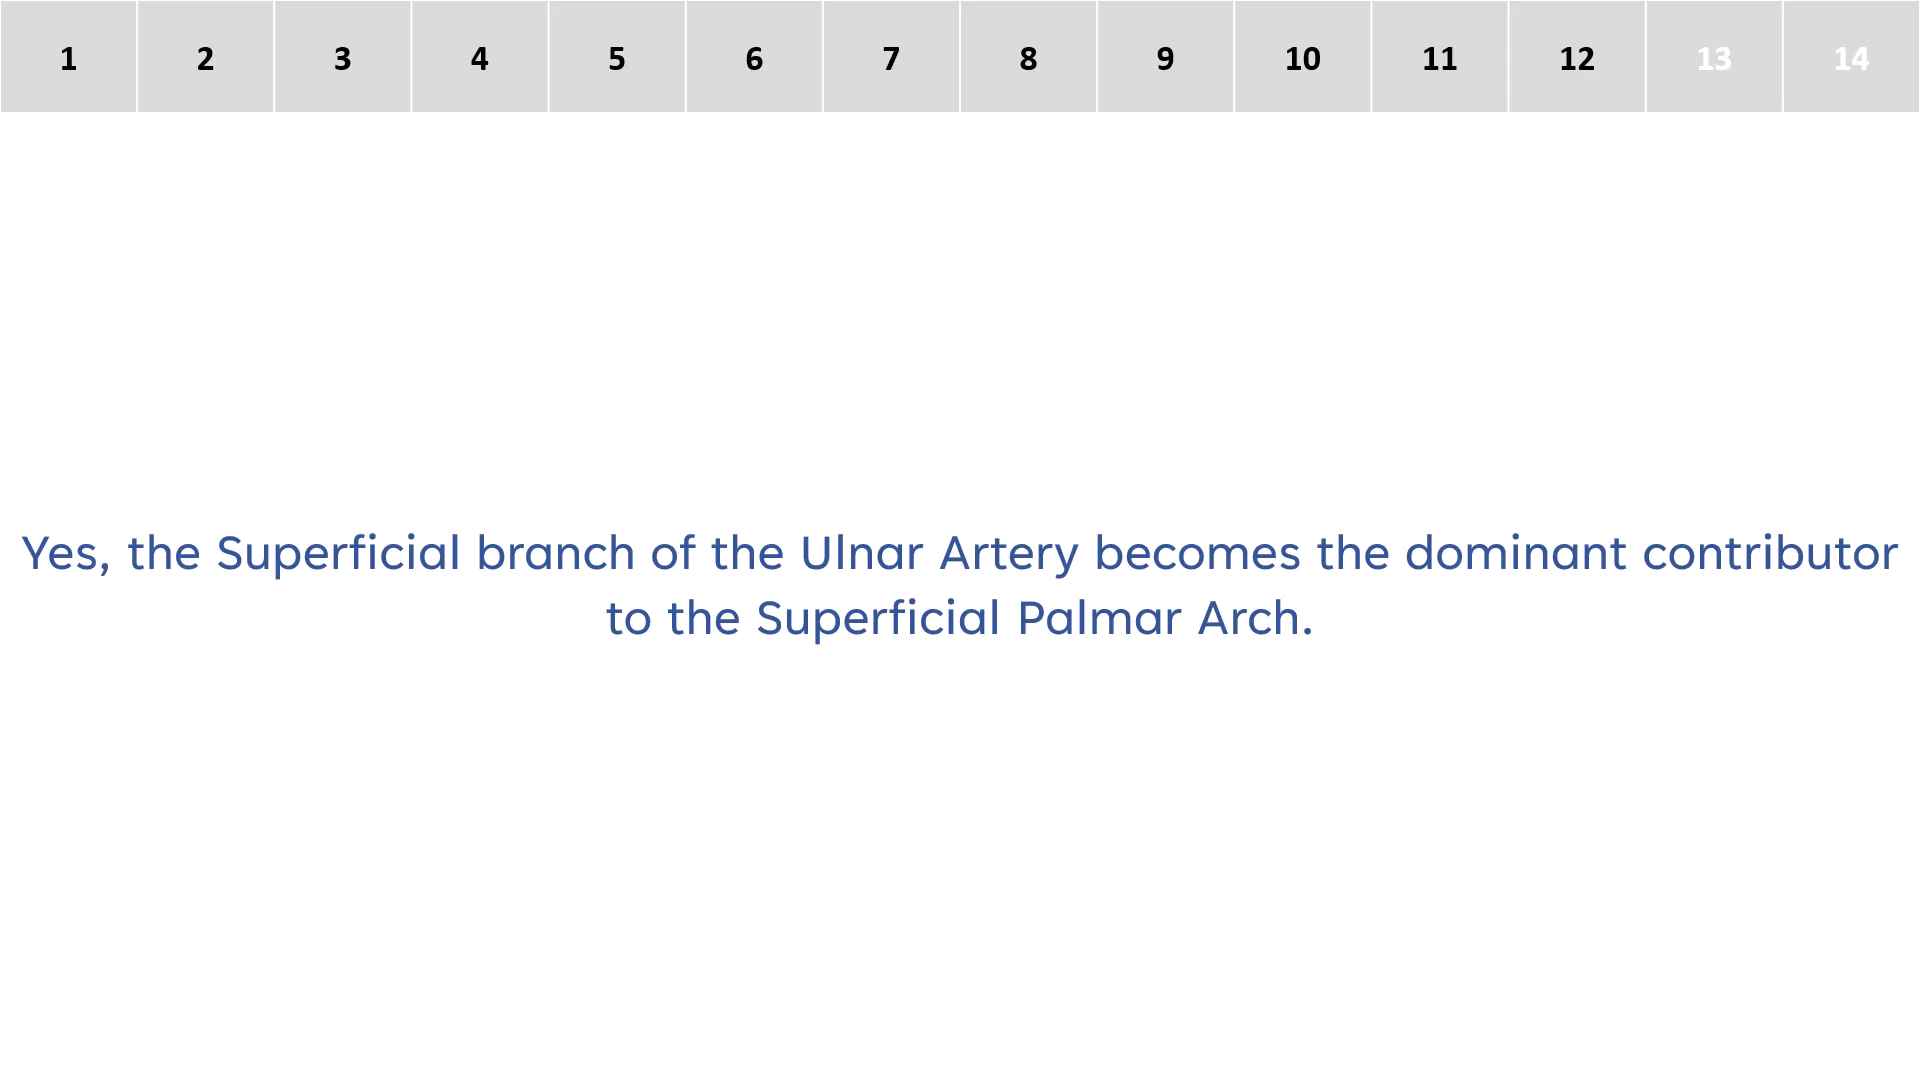 1 2 3 4 5 6 7 8 9 10 11 12 13 14
Yes, the Superficial branch of the Ulnar Artery becomes the dominant contributor
to the Superficial Palmar Arch.